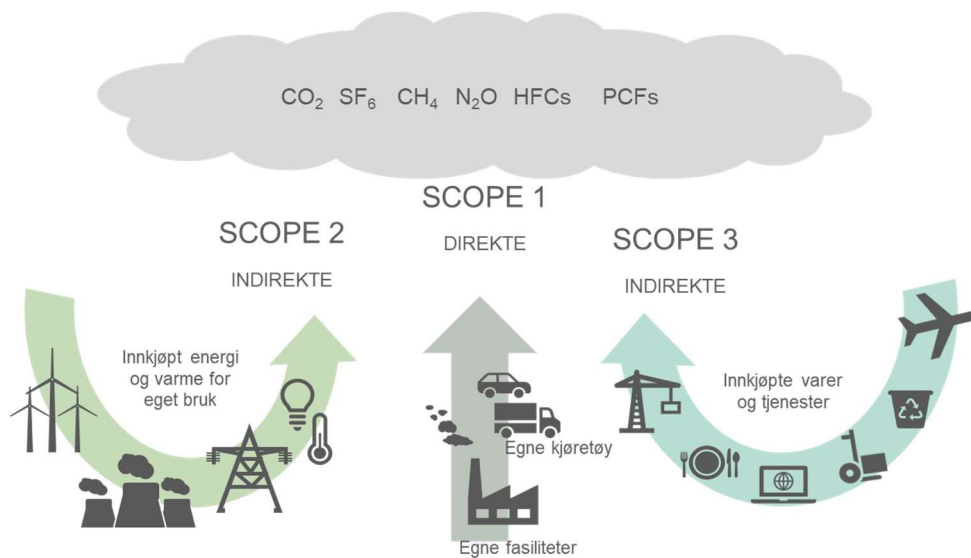 CO₂ SF₆ CH₄ N₂O HFCs PCFs
SCOPE 1
DIREKTE
SCOPE 2
INDIREKTE
SCOPE 3
INDIREKTE
Innkjøpt energi
og varme for
eget bruk
Egne kjøretøy
Egne fasiliteter
Innkjøpte varer
og tjenester